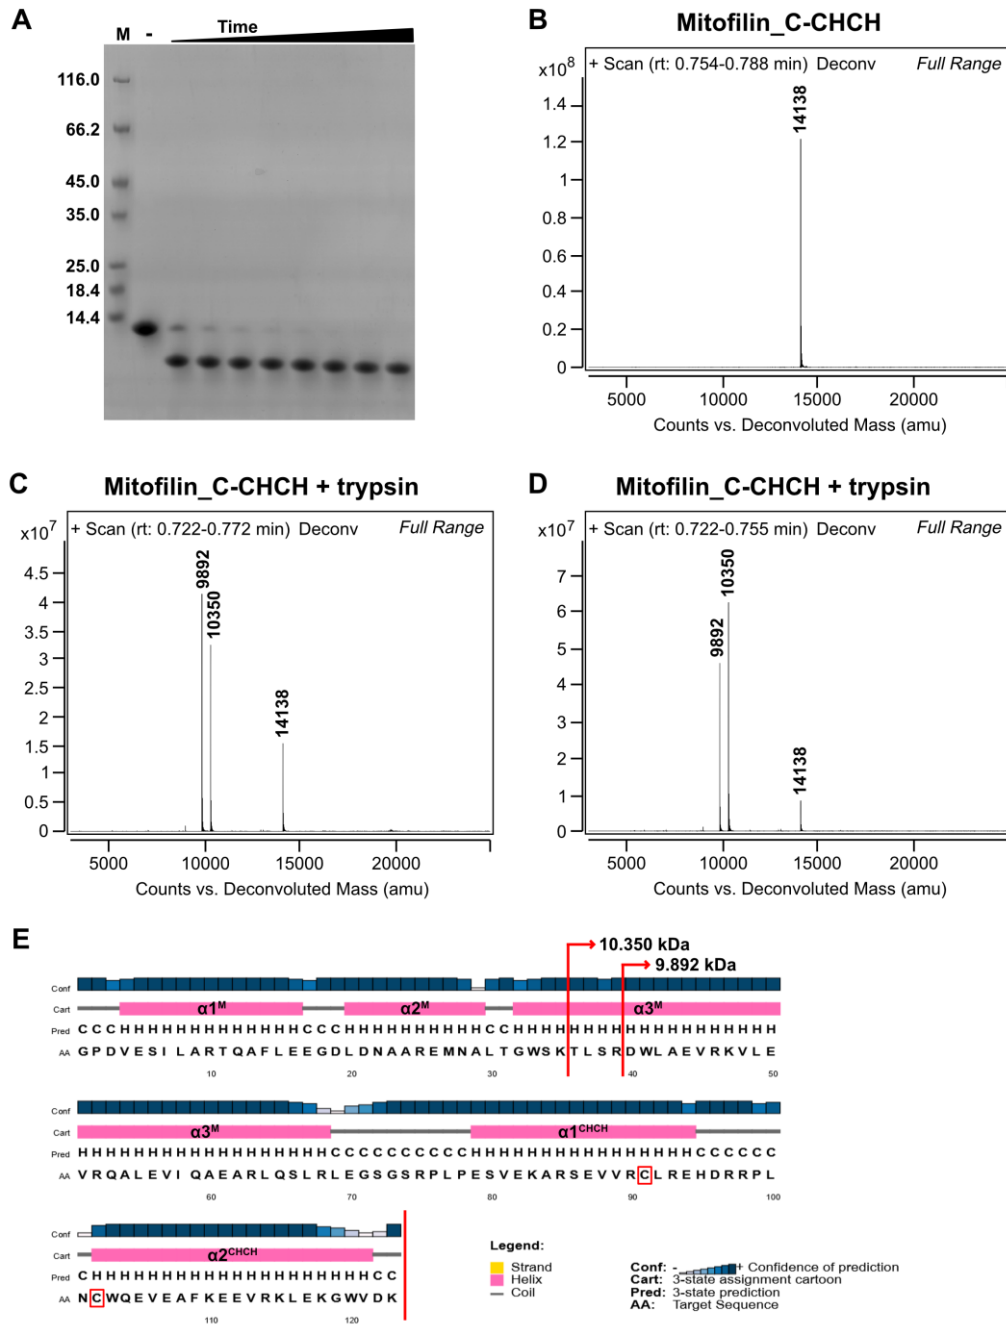 A
M - Time
116.0
66.2
45.0
35.0
25.0
18.4
14.4
B
Mitofilin_C-CHCH
+ Scan (rt: 0.754-0.788 min) Deconv Full Range
x10⁸
14138
1.4
1.2
1
0.8
0.6
0.4
0.2
0
5000 10000 15000 20000
Counts vs. Deconvoluted Mass (amu)
C
Mitofilin_C-CHCH + trypsin
+ Scan (rt: 0.722-0.772 min) Deconv Full Range
x10⁷
9892
10350
14138
4.5
4
3.5
3
2.5
2
1.5
1
0.5
0
5000 10000 15000 20000
Counts vs. Deconvoluted Mass (amu)
D
Mitofilin_C-CHCH + trypsin
+ Scan (rt: 0.722-0.755 min) Deconv Full Range
x10⁷
9892
10350
14138
7
6
5
4
3
2
1
0
5000 10000 15000 20000
Counts vs. Deconvoluted Mass (amu)
E
10.350 kDa
9.892 kDa
Conf
Cart α1ᴹ α2ᴹ α3ᴹ
Pred CCCHHHHHHHHHHHHHCCCHHHHHHHHHHCCHHHHHHHHHHHHHHHHHHH
AA GPDVESILARTQAFLEEGDLDNAAREMNALTGWSKTLSRDWLAEVRKVLE
10 20 30 40 50
Conf
Cart α3ᴹ α1ᶜᴴᶜᴴ
Pred HHHHHHHHHHHHHHHHHHCCCCCCCCCCHHHHHHHHHHHHHHHHCCCCCC
AA VRQALEVIQAEARLQSLRLEGSGSRPLPESVEKARSEVVRCLREHDRRPL
60 70 80 90 100
Conf
Cart α2ᶜᴴᶜᴴ
Pred CHHHHHHHHHHHHHHHHHHHHCC
AA NCWQEVEAFKEEVRKLEKGWVDK
110 120
Legend:
Strand
Helix
Coil
Conf: - + Confidence of prediction
Cart: 3-state assignment cartoon
Pred: 3-state prediction
AA: Target Sequence